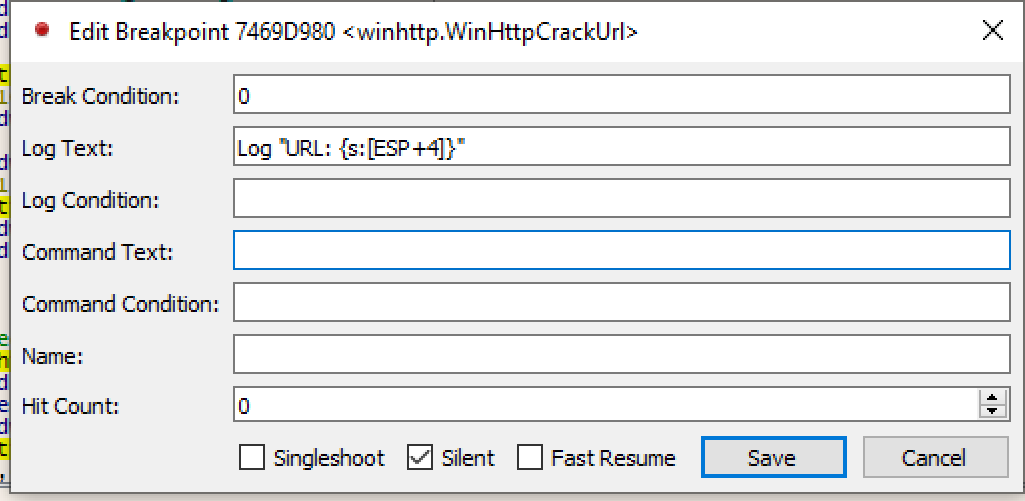 Edit Breakpoint 7469D980 <winhttp.WinHttpCrackUrl>
Break Condition: 0
Log Text: Log "URL: {s:[ESP+4]}"
Log Condition:
Command Text:
Command Condition:
Name:
Hit Count: 0
Singleshoot Silent Fast Resume Save Cancel